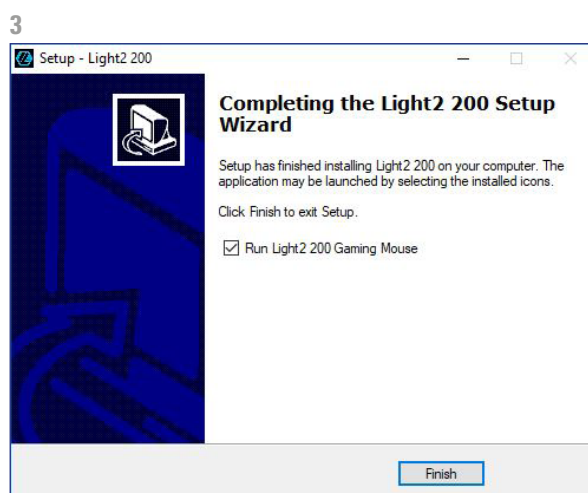 3
Setup - Light2 200
Completing the Light2 200 Setup
Wizard
Setup has finished installing Light2 200 on your computer. The
application may be launched by selecting the installed icons.
Click Finish to exit Setup.
Run Light2 200 Gaming Mouse
Finish